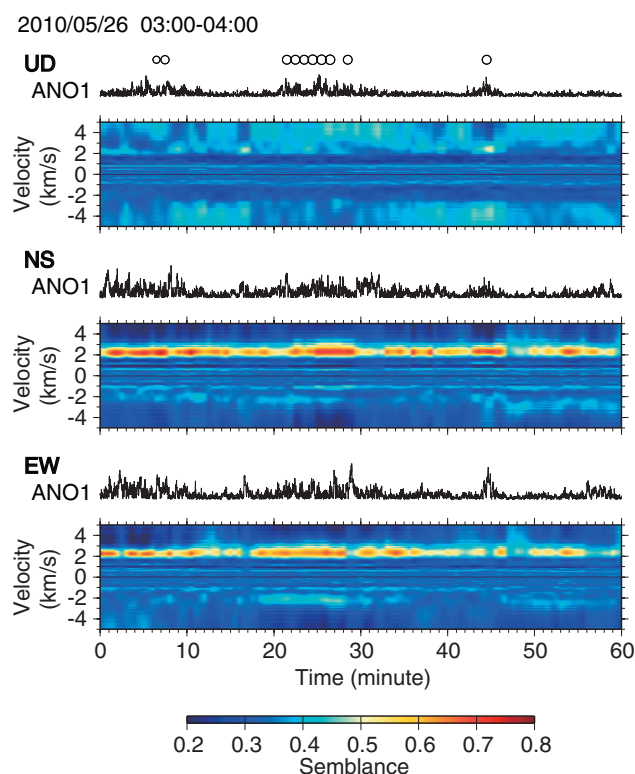 2010/05/26 03:00-04:00
UD
ANO1
Velocity
(km/s)
4
2
0
-2
-4
NS
ANO1
Velocity
(km/s)
4
2
0
-2
-4
EW
ANO1
Velocity
(km/s)
4
2
0
-2
-4
0 10 20 30 40 50 60
Time (minute)
0.2 0.3 0.4 0.5 0.6 0.7 0.8
Semblance